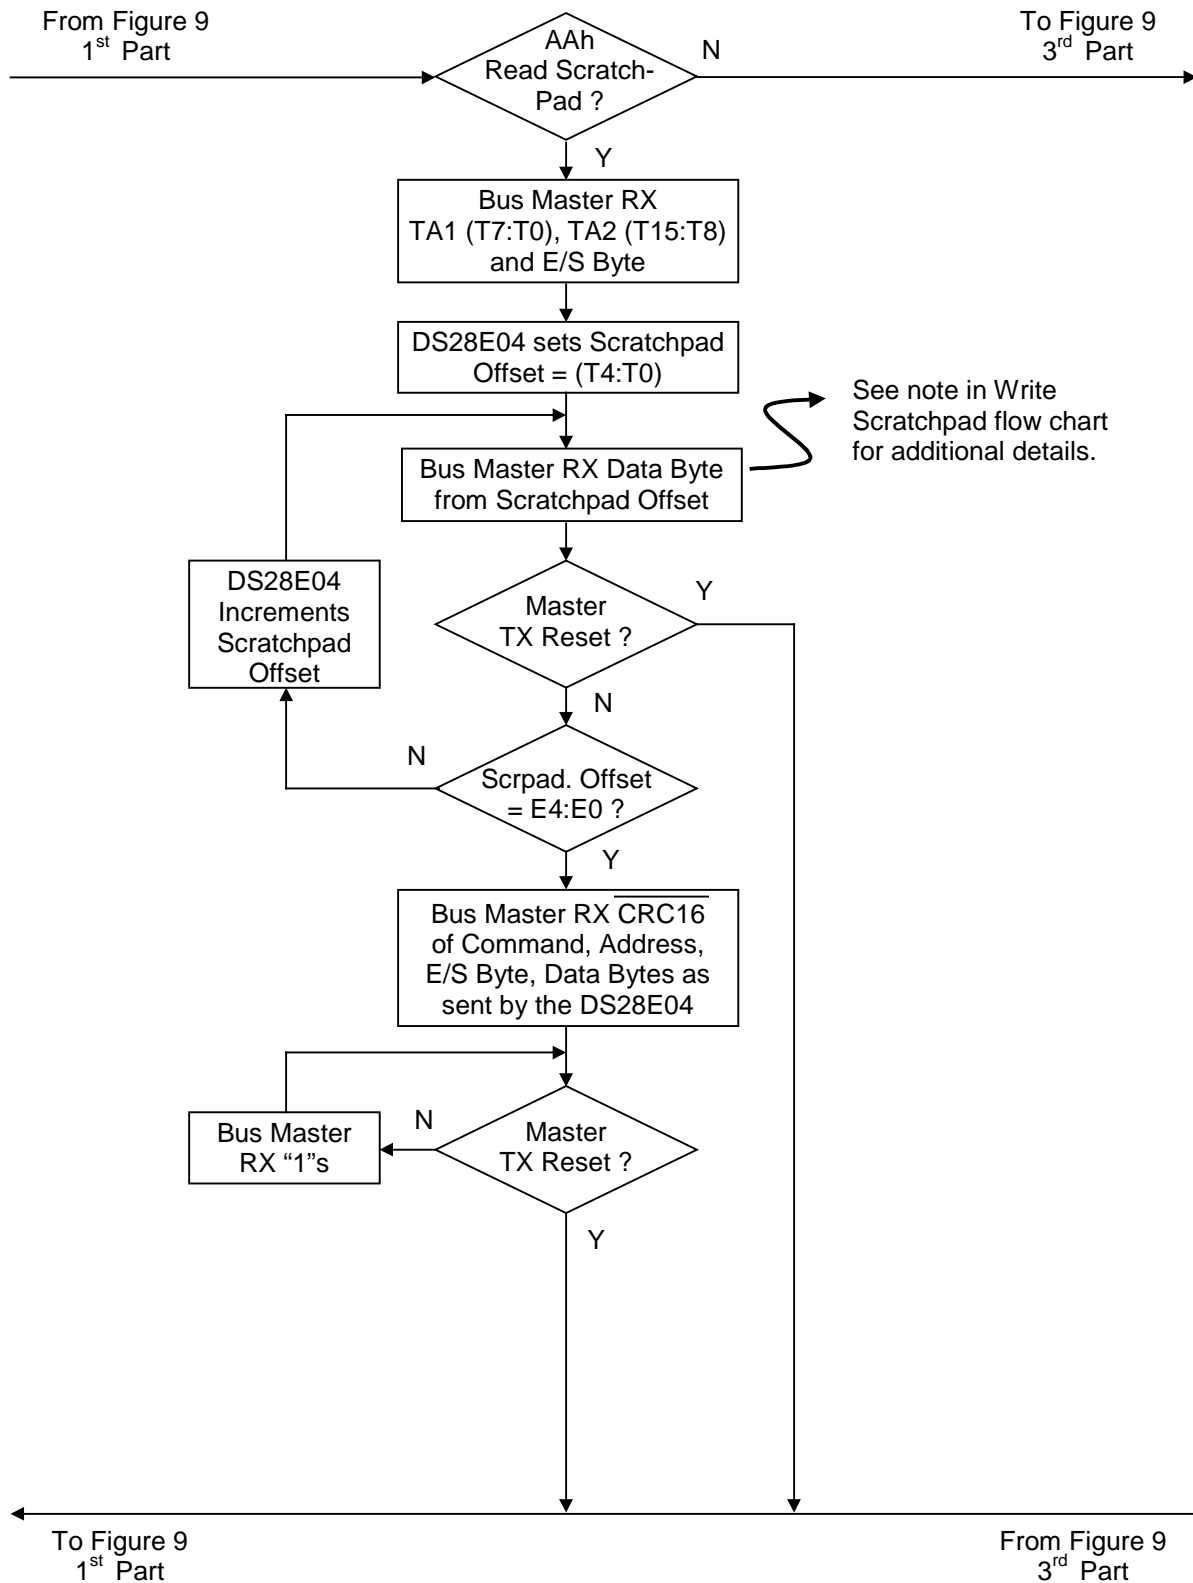 From Figure 9
1st Part
AAh
Read Scratch-
Pad ?
N
To Figure 9
3rd Part
Y
Bus Master RX
TA1 (T7:T0), TA2 (T15:T8)
and E/S Byte
DS28E04 sets Scratchpad
Offset = (T4:T0)
See note in Write
Scratchpad flow chart
for additional details.
Bus Master RX Data Byte
from Scratchpad Offset
DS28E04
Increments
Scratchpad
Offset
Master
TX Reset ?
Y
N
N
Scrpad. Offset
= E4:E0 ?
Y
Bus Master RX C̅R̅C̅1̅6̅
of Command, Address,
E/S Byte, Data Bytes as
sent by the DS28E04
Bus Master
RX “1”s
N
Master
TX Reset ?
Y
To Figure 9
1st Part
From Figure 9
3rd Part